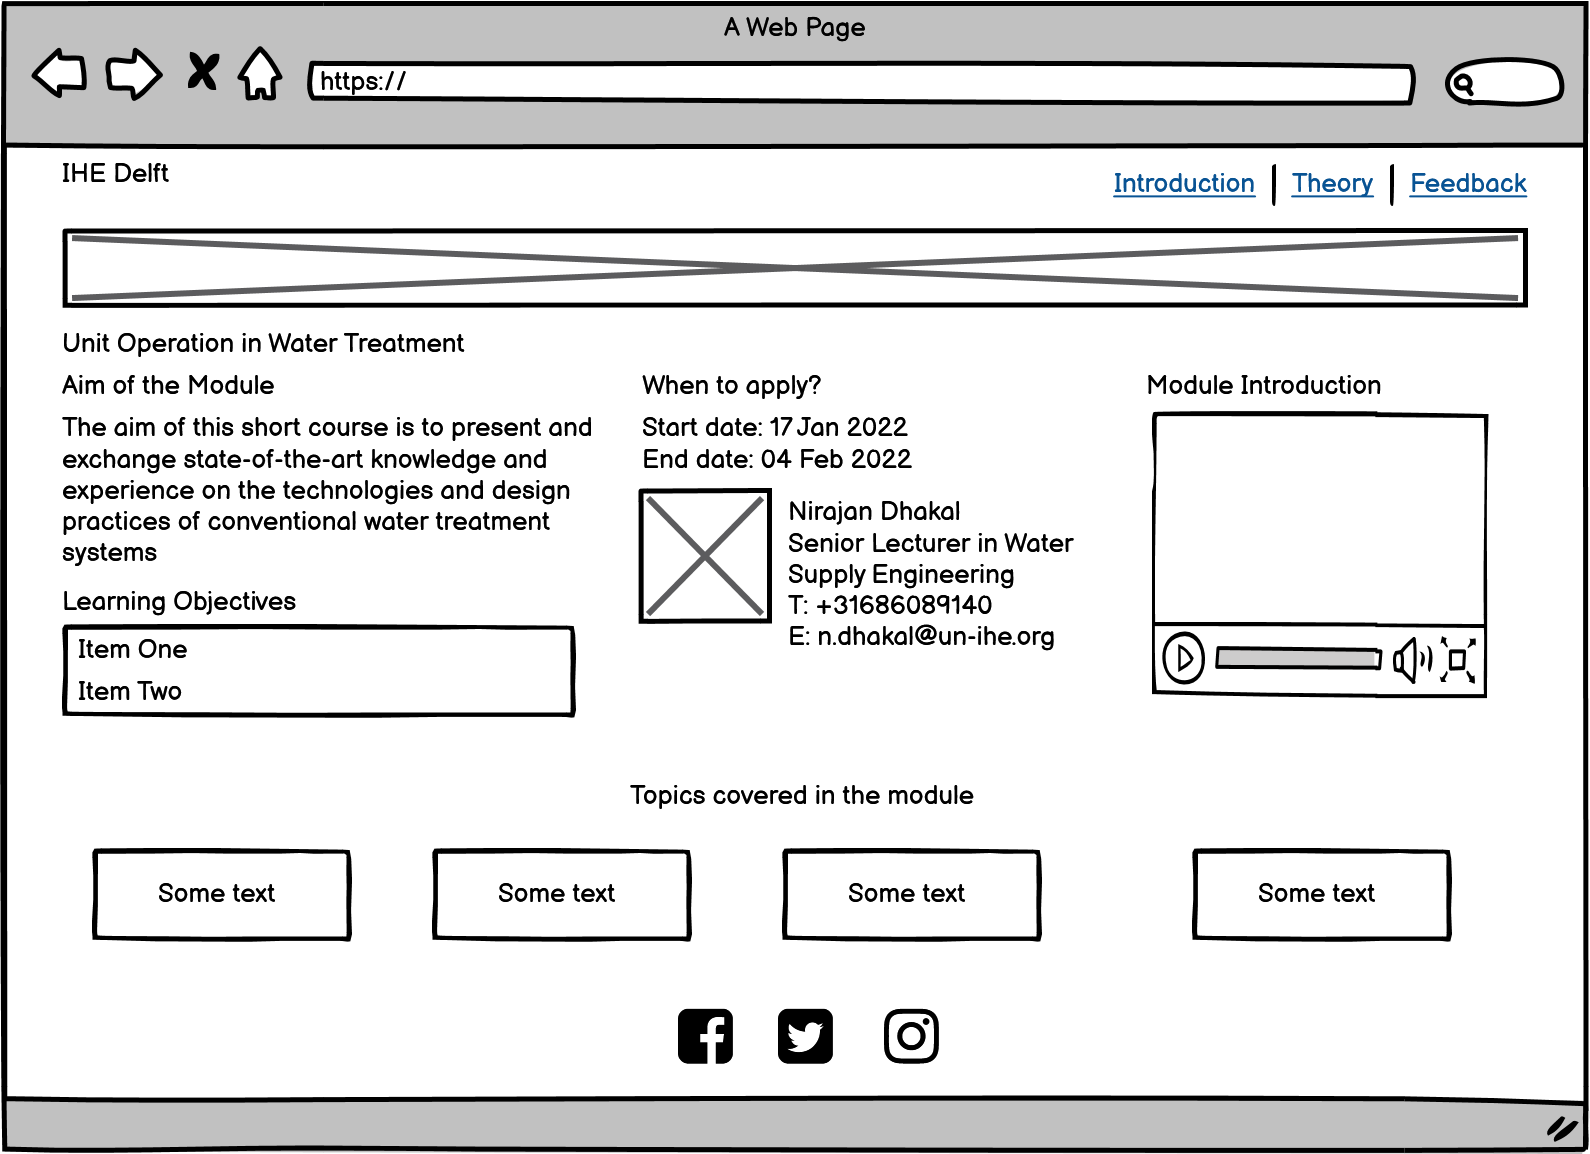 A Web Page
https://
IHE Delft
Introduction
Theory
Feedback
Unit Operation in Water Treatment
Aim of the Module
The aim of this short course is to present and
exchange state-of-the-art knowledge and
experience on the technologies and design
practices of conventional water treatment
systems
Learning Objectives
Item One
Item Two
When to apply?
Start date: 17 Jan 2022
End date: 04 Feb 2022
Nirajan Dhakal
Senior Lecturer in Water
Supply Engineering
T: +31686089140
E: n.dhakal@un-ihe.org
Module Introduction
Topics covered in the module
Some text
Some text
Some text
Some text